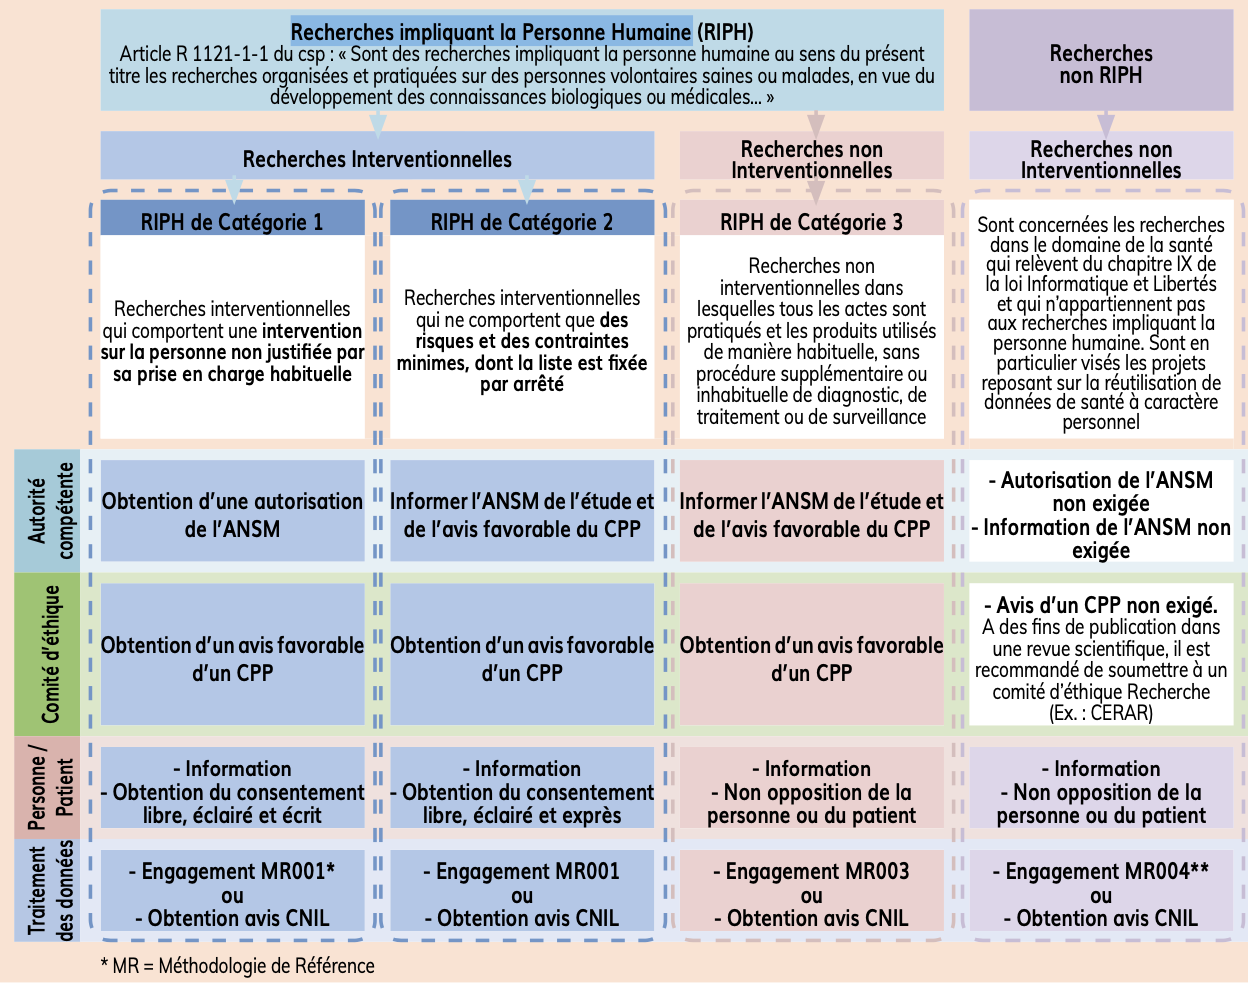 Recherches impliquant la Personne Humaine (RIPH)
Article R 1121-1-1 du csp : « Sont des recherches impliquant la personne humaine au sens du présent
titre les recherches organisées et pratiquées sur des personnes volontaires saines ou malades, en vue du
développement des connaissances biologiques ou médicales... »
Recherches
non RIPH
Recherches Interventionnelles
Recherches non
Interventionnelles
Recherches non
Interventionnelles
RIPH de Catégorie 1
Recherches interventionnelles
qui comportent une intervention
sur la personne non justifiée par
sa prise en charge habituelle
RIPH de Catégorie 2
Recherches interventionnelles
qui ne comportent que des
risques et des contraintes
minimes, dont la liste est fixée
par arrêté
RIPH de Catégorie 3
Recherches non
interventionnelles dans
lesquelles tous les actes sont
pratiqués et les produits utilisés
de manière habituelle, sans
procédure supplémentaire ou
inhabituelle de diagnostic, de
traitement ou de surveillance
Sont concernées les recherches
dans le domaine de la santé
qui relèvent du chapitre IX de
la loi Informatique et Libertés
et qui n'appartiennent pas
aux recherches impliquant la
personne humaine. Sont en
particulier visés les projets
reposant sur la réutilisation de
données de santé à caractère
personnel
Autorité
compétente
Obtention d'une autorisation
de l'ANSM
Informer l'ANSM de l'étude et
de l'avis favorable du CPP
Informer l'ANSM de l'étude et
de l'avis favorable du CPP
- Autorisation de l'ANSM
non exigée
- Information de l'ANSM non
exigée
Comité d'éthique
Obtention d'un avis favorable
d'un CPP
Obtention d'un avis favorable
d'un CPP
Obtention d'un avis favorable
d'un CPP
- Avis d'un CPP non exigé.
A des fins de publication dans
une revue scientifique, il est
recommandé de soumettre à un
comité d'éthique Recherche
(Ex. : CERAR)
Personne /
Patient
- Information
- Obtention du consentement
libre, éclairé et écrit
- Information
- Obtention du consentement
libre, éclairé et exprès
- Information
- Non opposition de la
personne ou du patient
- Information
- Non opposition de la
personne ou du patient
Traitement
des données
- Engagement MR001*
ou
- Obtention avis CNIL
- Engagement MR001
ou
- Obtention avis CNIL
- Engagement MR003
ou
- Obtention avis CNIL
- Engagement MR004**
ou
- Obtention avis CNIL
* MR = Méthodologie de Référence